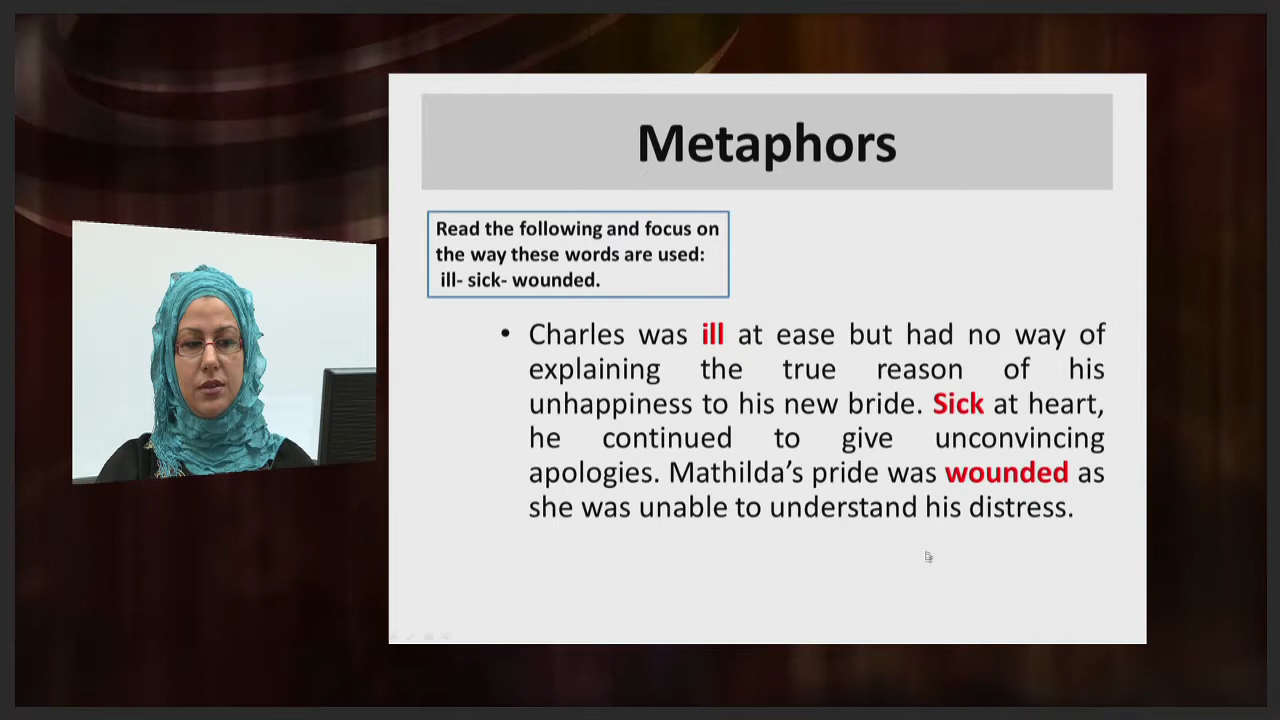 Metaphors
Read the following and focus on
the way these words are used:
ill- sick- wounded.
• Charles was ill at ease but had no way of
explaining the true reason of his
unhappiness to his new bride. Sick at heart,
he continued to give unconvincing
apologies. Mathilda’s pride was wounded as
she was unable to understand his distress.